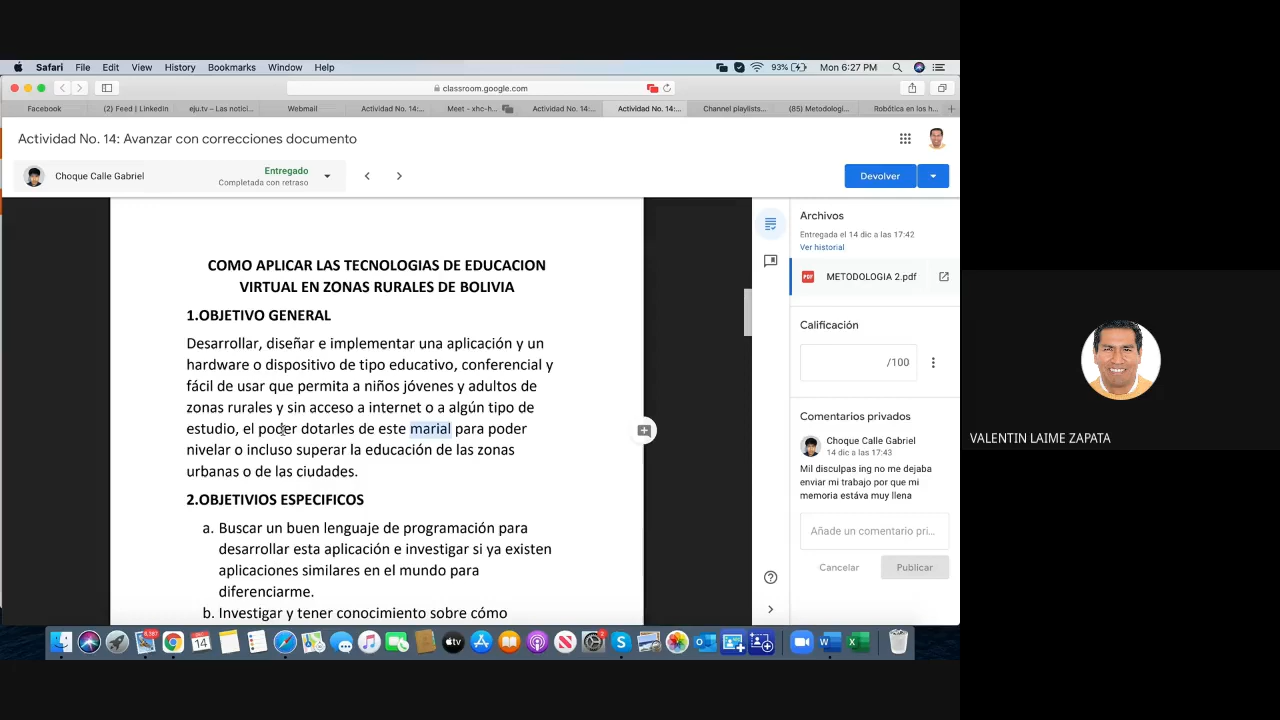 Safari File Edit View History Bookmarks Window Help
93% Mon 6:27 PM
classroom.google.com
Facebook
(2) Feed | LinkedIn
eju.tv – Las notici...
Webmail
Actividad No. 14:...
Meet - xhc-h...
Actividad No. 14:...
Actividad No. 14:...
Channel playlists...
(85) Metodologi...
Robótica en los h...
Actividad No. 14: Avanzar con correcciones documento
Choque Calle Gabriel
Entregado
Completada con retraso
Devolver
COMO APLICAR LAS TECNOLOGIAS DE EDUCACION
VIRTUAL EN ZONAS RURALES DE BOLIVIA
1.OBJETIVO GENERAL
Desarrollar, diseñar e implementar una aplicación y un
hardware o dispositivo de tipo educativo, conferencial y
fácil de usar que permita a niños jóvenes y adultos de
zonas rurales y sin acceso a internet o a algún tipo de
estudio, el poder dotarles de este marial para poder
nivelar o incluso superar la educación de las zonas
urbanas o de las ciudades.
2.OBJETIVIOS ESPECIFICOS
a. Buscar un buen lenguaje de programación para
desarrollar esta aplicación e investigar si ya existen
aplicaciones similares en el mundo para
diferenciarme.
b. Investigar y tener conocimiento sobre cómo
Archivos
Entregada el 14 dic a las 17:42
Ver historial
PDF METODOLOGIA 2.pdf
Calificación
/100
Comentarios privados
Choque Calle Gabriel
14 dic a las 17:43
Mil disculpas ing no me dejaba
enviar mi trabajo por que mi
memoria estáva muy llena
Añade un comentario pri...
Cancelar
Publicar
VALENTIN LAIME ZAPATA
14
tv